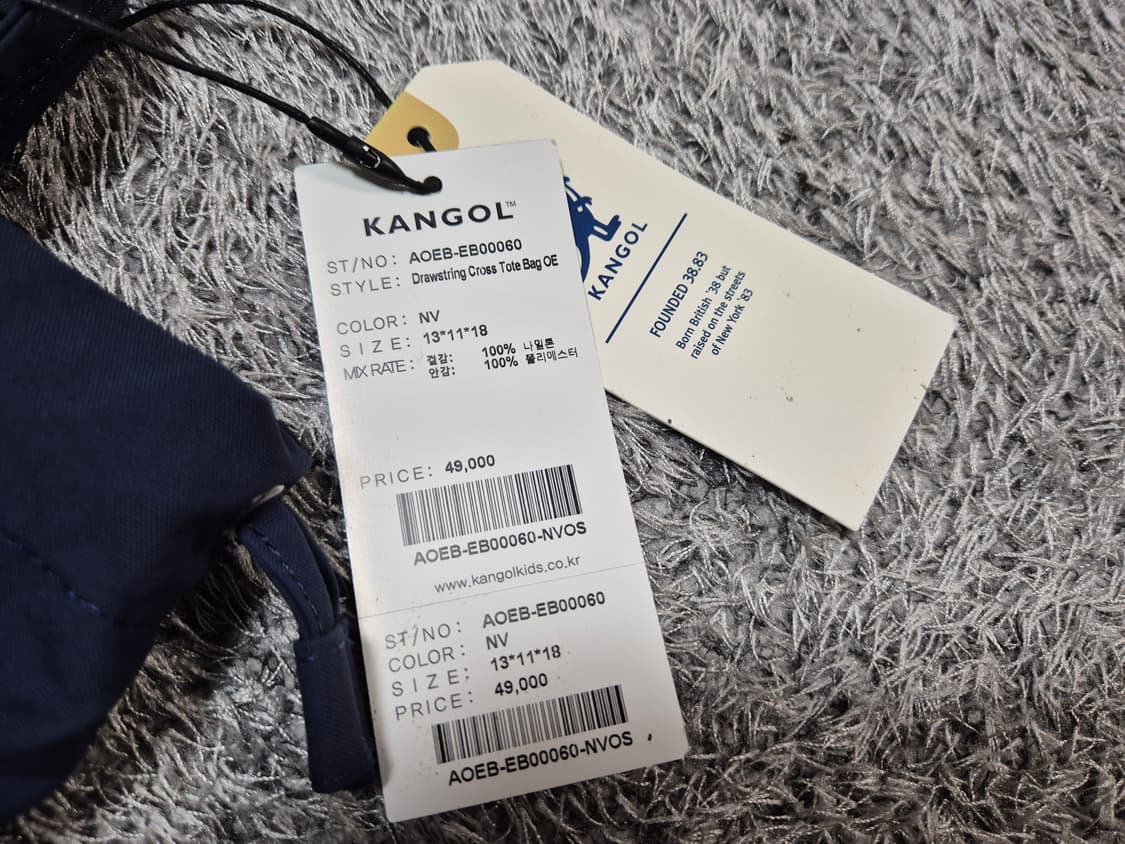 KANGOL™
ST/NO: AOEB-EB00060
STYLE: Drawstring Cross Tote Bag OE
COLOR: NV
SIZE: 13*11*18
MIX RATE: 겉감: 100% 나일론
안감: 100% 폴리에스터
PRICE: 49,000
AOEB-EB00060-NVOS
www.kangolkids.co.kr
ST/NO: AOEB-EB00060
COLOR: NV
SIZE: 13*11*18
PRICE: 49,000
AOEB-EB00060-NVOS
KANGOL
FOUNDED 38.83
Born British '38 but
raised on the streets
of New York '83